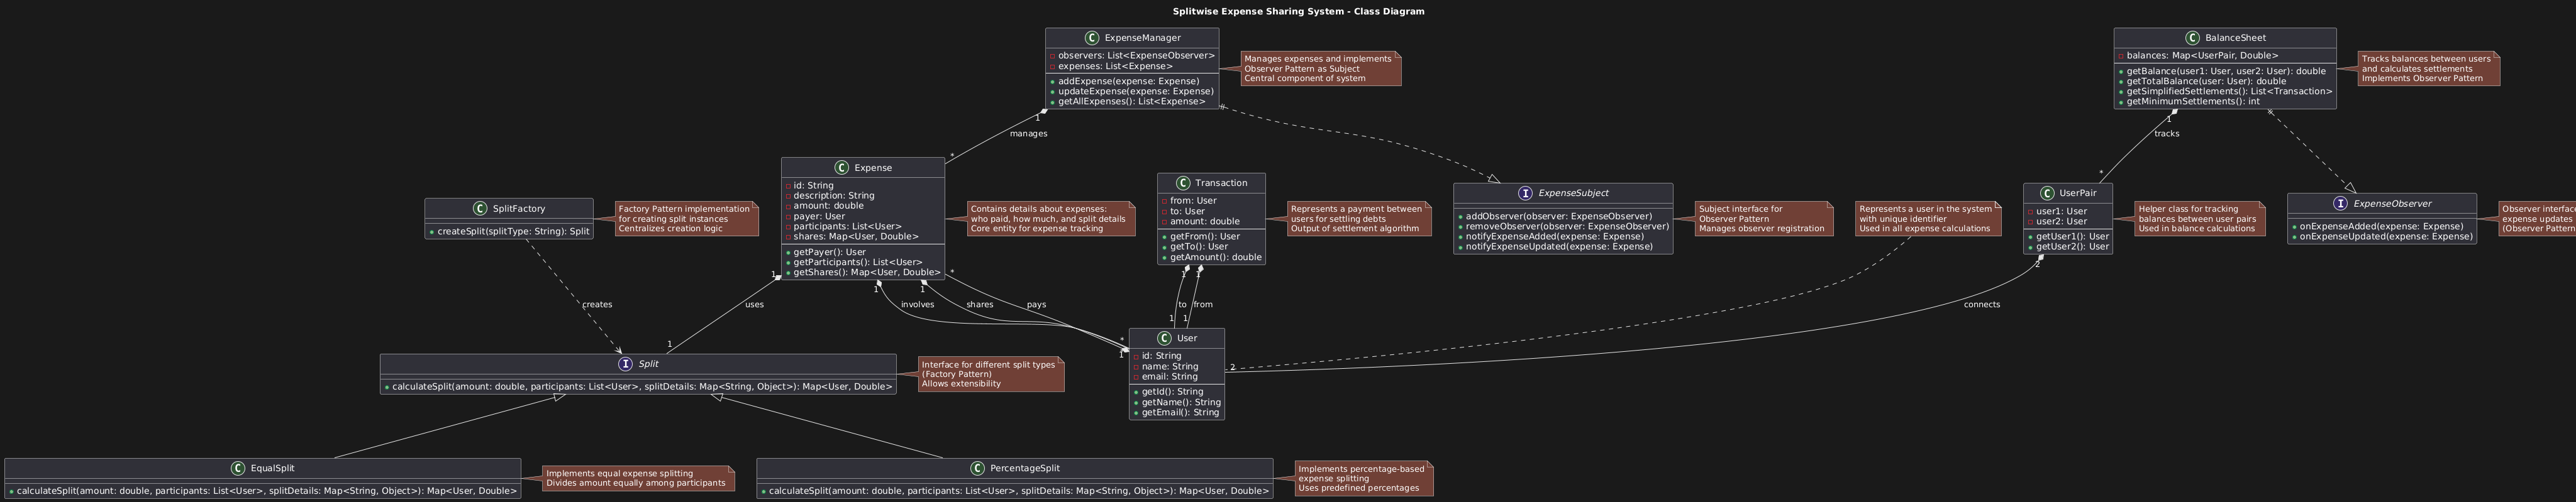 Splitwise Expense Sharing System - Class Diagram
C ExpenseManager
observers: List<ExpenseObserver>
expenses: List<Expense>
addExpense(expense: Expense)
updateExpense(expense: Expense)
getAllExpenses(): List<Expense>
Manages expenses and implements
Observer Pattern as Subject
Central component of system
C BalanceSheet
balances: Map<UserPair, Double>
getBalance(user1: User, user2: User): double
getTotalBalance(user: User): double
getSimplifiedSettlements(): List<Transaction>
getMinimumSettlements(): int
Tracks balances between users
and calculates settlements
Implements Observer Pattern
1
manages
*
1
tracks
*
C SplitFactory
createSplit(splitType: String): Split
Factory Pattern implementation
for creating split instances
Centralizes creation logic
C Expense
id: String
description: String
amount: double
payer: User
participants: List<User>
shares: Map<User, Double>
getPayer(): User
getParticipants(): List<User>
getShares(): Map<User, Double>
Contains details about expenses:
who paid, how much, and split details
Core entity for expense tracking
C Transaction
from: User
to: User
amount: double
getFrom(): User
getTo(): User
getAmount(): double
Represents a payment between
users for settling debts
Output of settlement algorithm
I ExpenseSubject
addObserver(observer: ExpenseObserver)
removeObserver(observer: ExpenseObserver)
notifyExpenseAdded(expense: Expense)
notifyExpenseUpdated(expense: Expense)
Subject interface for
Observer Pattern
Manages observer registration
Represents a user in the system
with unique identifier
Used in all expense calculations
C UserPair
user1: User
user2: User
getUser1(): User
getUser2(): User
Helper class for tracking
balances between user pairs
Used in balance calculations
I ExpenseObserver
onExpenseAdded(expense: Expense)
onExpenseUpdated(expense: Expense)
Observer interface
expense updates
(Observer Pattern
creates
1
uses
1
1
involves
1
shares
*
pays
*
1
1
to
1
1
from
1
2
connects
2
I Split
calculateSplit(amount: double, participants: List<User>, splitDetails: Map<String, Object>): Map<User, Double>
Interface for different split types
(Factory Pattern)
Allows extensibility
C User
id: String
name: String
email: String
getId(): String
getName(): String
getEmail(): String
C EqualSplit
calculateSplit(amount: double, participants: List<User>, splitDetails: Map<String, Object>): Map<User, Double>
Implements equal expense splitting
Divides amount equally among participants
C PercentageSplit
calculateSplit(amount: double, participants: List<User>, splitDetails: Map<String, Object>): Map<User, Double>
Implements percentage-based
expense splitting
Uses predefined percentages